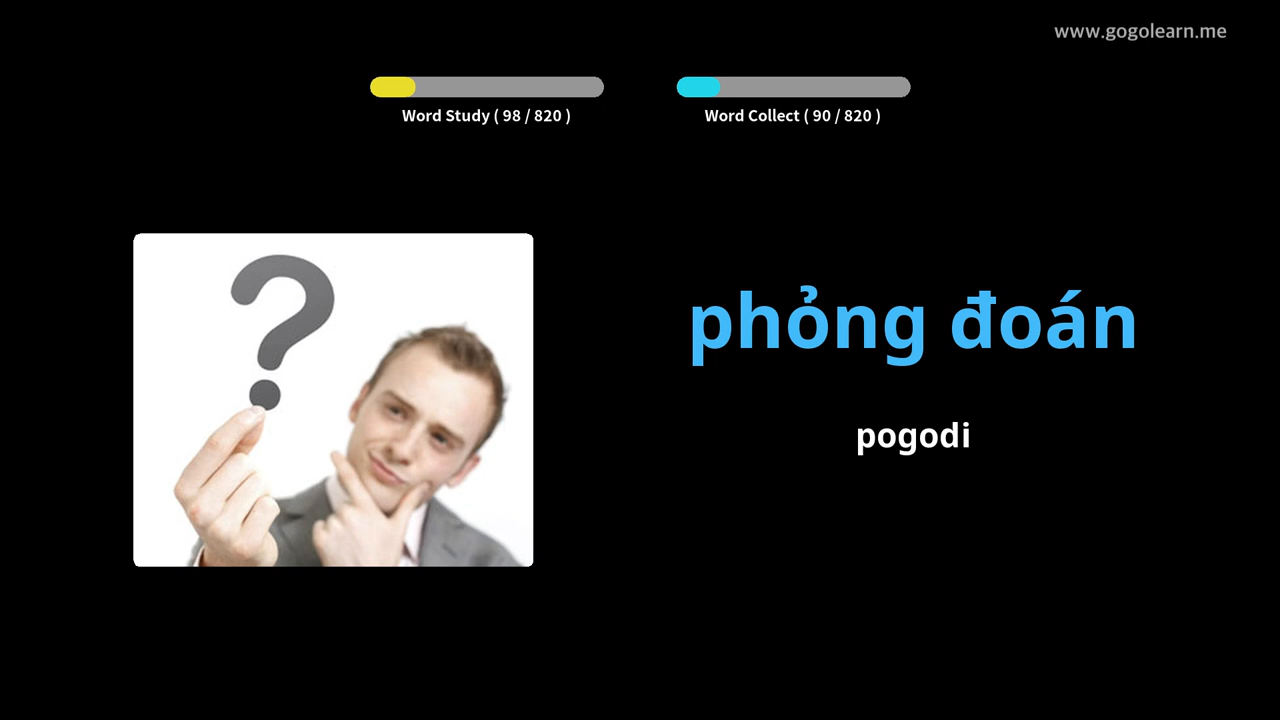 www.gogolearn.me
Word Study ( 98 / 820 )
Word Collect ( 90 / 820 )
phỏng đoán
pogodi